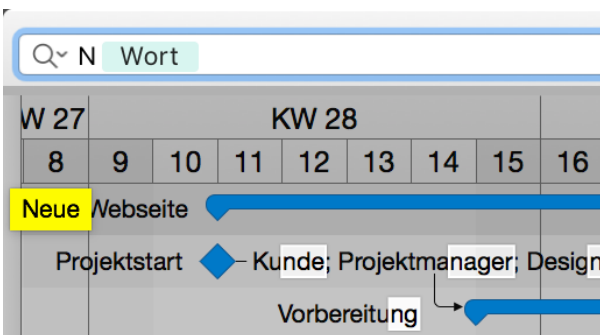 N Wort
W 27 KW 28
8 9 10 11 12 13 14 15 16
Neue Webseite
Projektstart Kunde; Projektmanager; Design
Vorbereitung